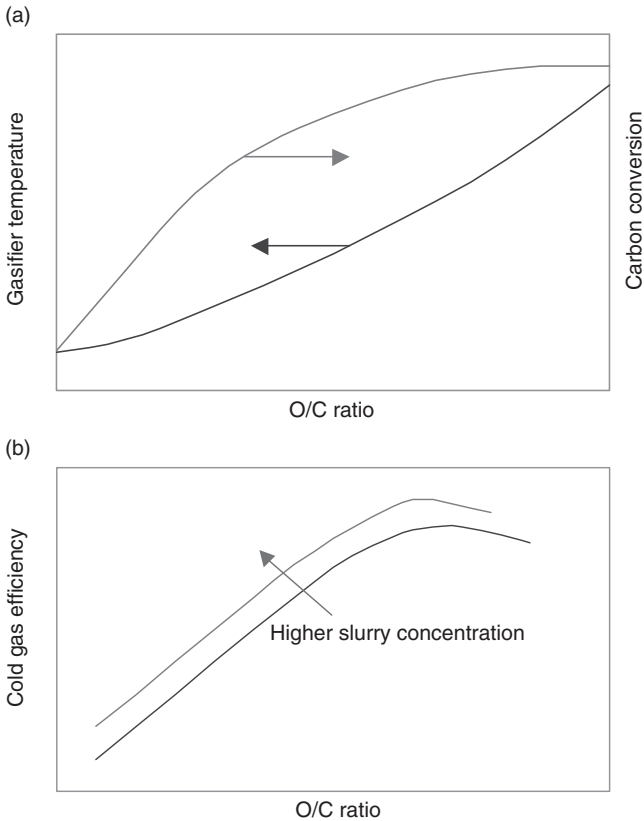 (a)
Gasifier temperature
Carbon conversion
O/C ratio
(b)
Cold gas efficiency
Higher slurry concentration
O/C ratio